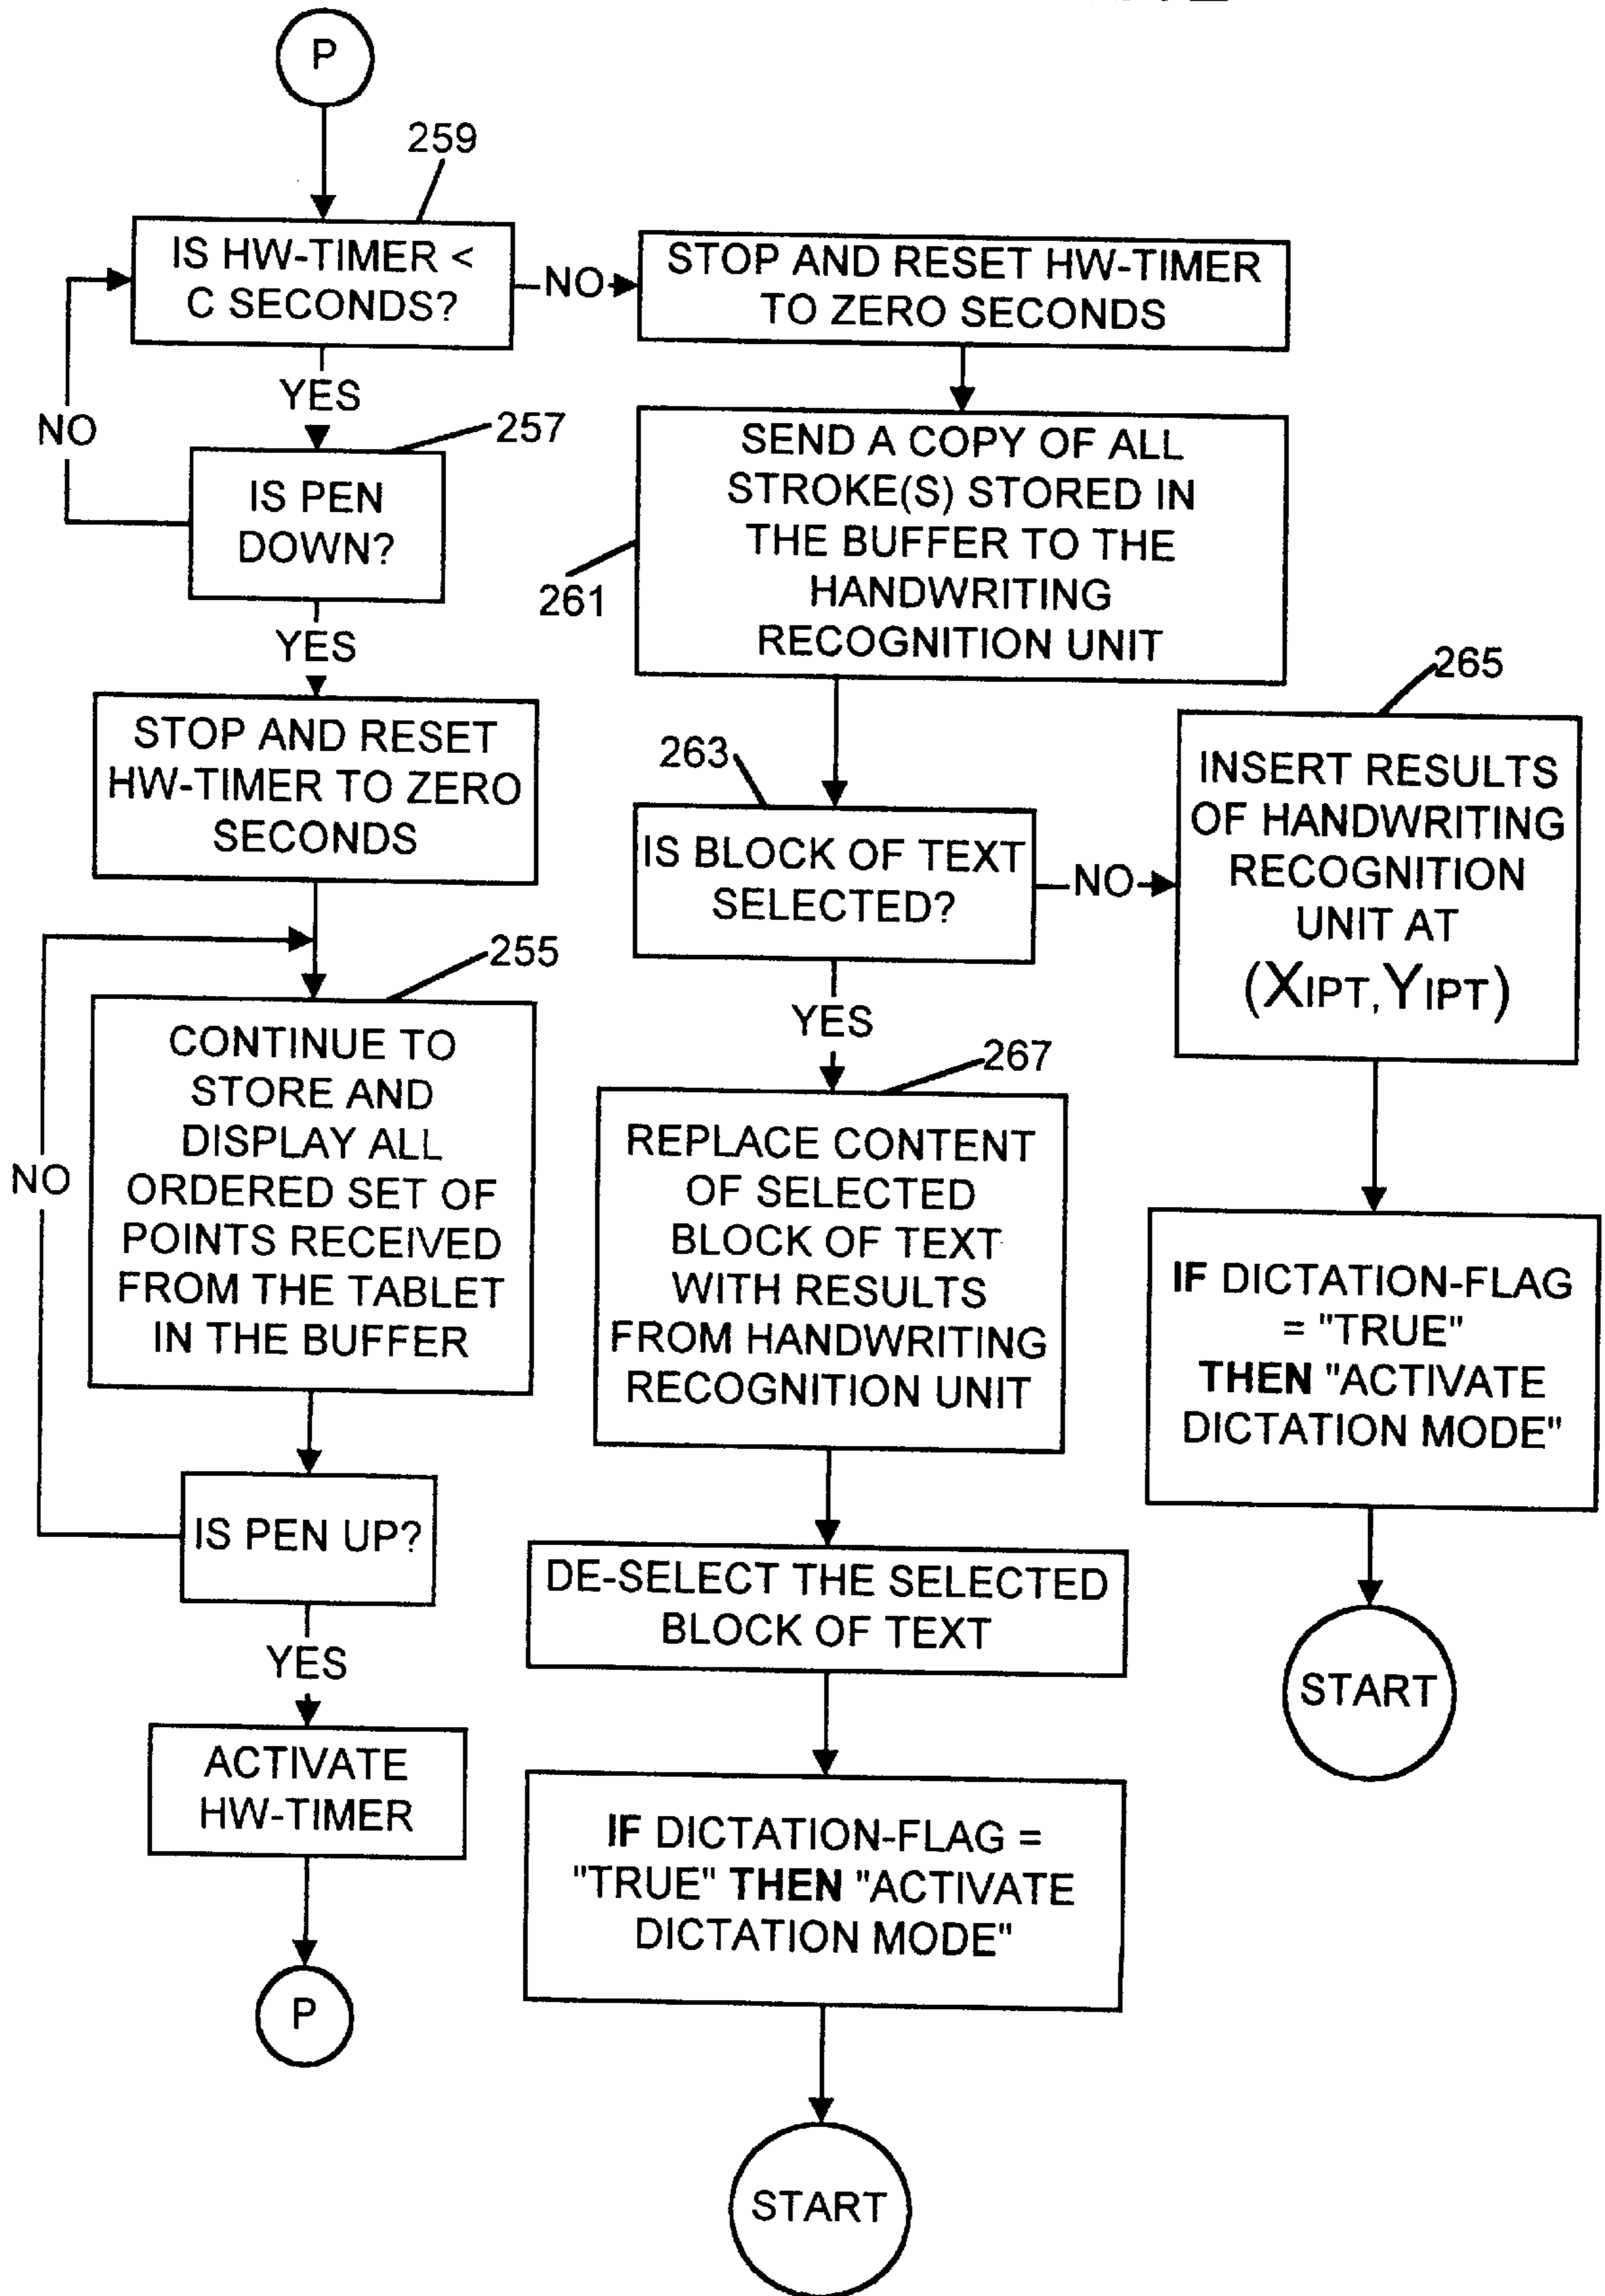 P
259
IS HW-TIMER <
C SECONDS?
NO
STOP AND RESET HW-TIMER
TO ZERO SECONDS
YES
NO
257
IS PEN
DOWN?
SEND A COPY OF ALL
STROKE(S) STORED IN
THE BUFFER TO THE
HANDWRITING
RECOGNITION UNIT
261
YES
STOP AND RESET
HW-TIMER TO ZERO
SECONDS
263
IS BLOCK OF TEXT
SELECTED?
NO
265
INSERT RESULTS
OF HANDWRITING
RECOGNITION
UNIT AT
(XIPT, YIPT)
255
CONTINUE TO
STORE AND
DISPLAY ALL
ORDERED SET OF
POINTS RECEIVED
FROM THE TABLET
IN THE BUFFER
NO
YES
267
REPLACE CONTENT
OF SELECTED
BLOCK OF TEXT
WITH RESULTS
FROM HANDWRITING
RECOGNITION UNIT
IF DICTATION-FLAG
= "TRUE"
THEN "ACTIVATE
DICTATION MODE"
IS PEN UP?
DE-SELECT THE SELECTED
BLOCK OF TEXT
START
YES
ACTIVATE
HW-TIMER
IF DICTATION-FLAG =
"TRUE" THEN "ACTIVATE
DICTATION MODE"
P
START